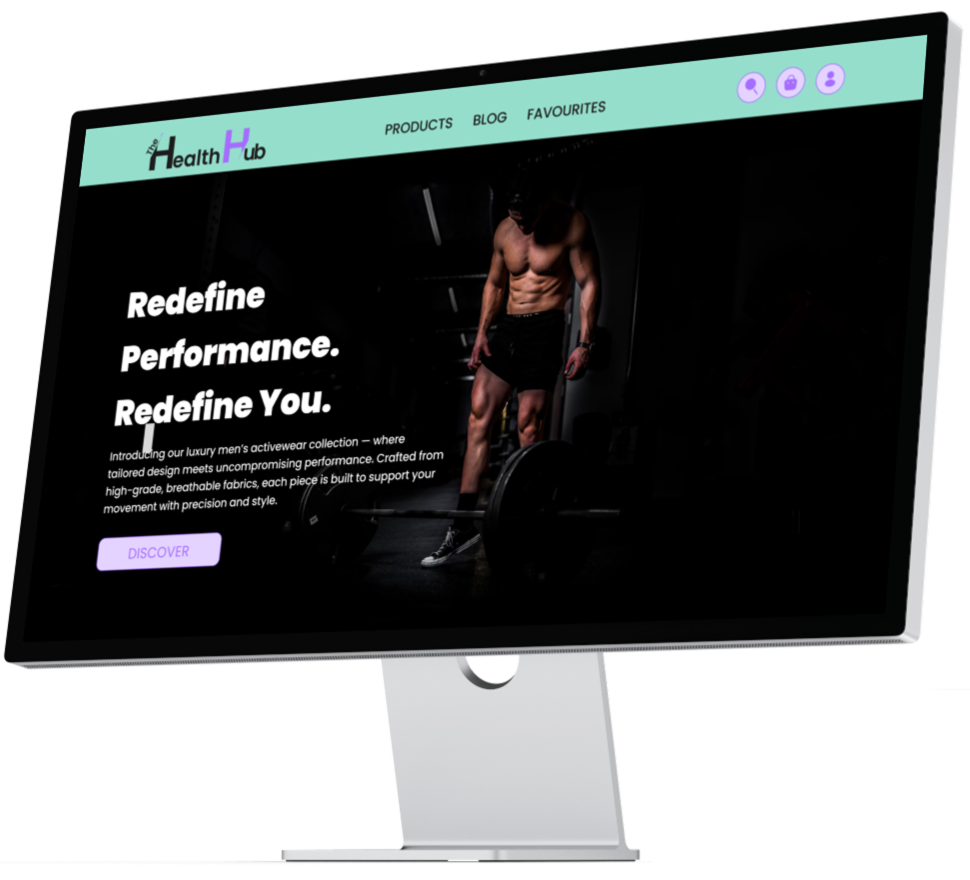 The Health Hub
PRODUCTS BLOG FAVOURITES
Redefine
Performance.
Redefine You.
Introducing our luxury men's activewear collection — where
tailored design meets uncompromising performance. Crafted from
high-grade, breathable fabrics, each piece is built to support your
movement with precision and style.
DISCOVER